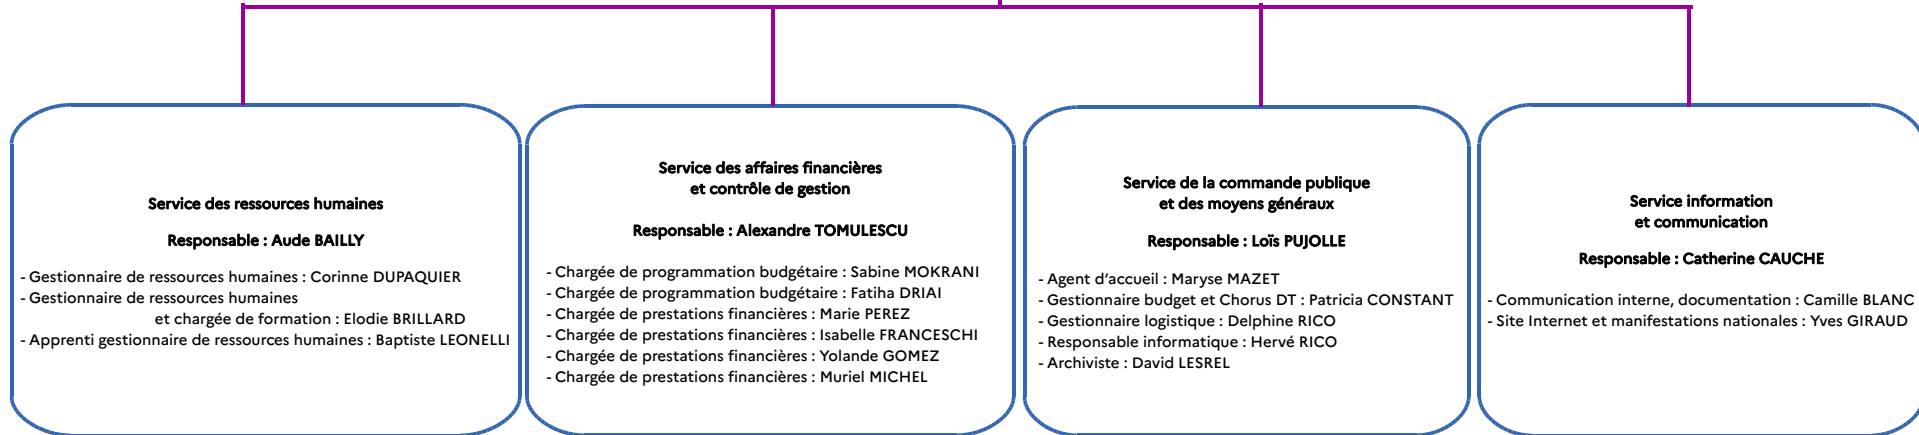 Service des ressources humaines
Responsable : Aude BAILLY
- Gestionnaire de ressources humaines : Corinne DUPAQUIER
- Gestionnaire de ressources humaines
et chargée de formation : Elodie BRILLARD
- Apprenti gestionnaire de ressources humaines : Baptiste LEONELLI
Service des affaires financières
et contrôle de gestion
Responsable : Alexandre TOMULESCU
- Chargée de programmation budgétaire : Sabine MOKRANI
- Chargée de programmation budgétaire : Fatiha DRIAI
- Chargée de prestations financières : Marie PEREZ
- Chargée de prestations financières : Isabelle FRANCESCHI
- Chargée de prestations financières : Yolande GOMEZ
- Chargée de prestations financières : Muriel MICHEL
Service de la commande publique
et des moyens généraux
Responsable : Loïs PUJOLLE
- Agent d’accueil : Maryse MAZET
- Gestionnaire budget et Chorus DT : Patricia CONSTANT
- Gestionnaire logistique : Delphine RICO
- Responsable informatique : Hervé RICO
- Archiviste : David LESREL
Service information
et communication
Responsable : Catherine CAUCHE
- Communication interne, documentation : Camille BLANC
- Site Internet et manifestations nationales : Yves GIRAUD